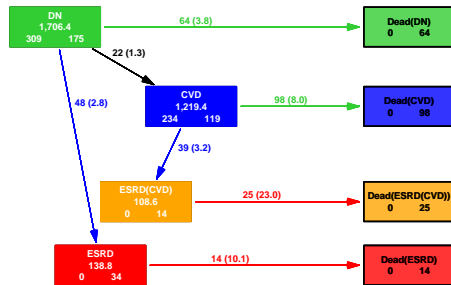 DN
1,706.4
309 175
64 (3.8)
Dead(DN)
0 64
22 (1.3)
48 (2.8)
CVD
1,219.4
234 119
98 (8.0)
Dead(CVD)
0 98
39 (3.2)
ESRD(CVD)
108.6
0 14
25 (23.0)
Dead(ESRD(CVD))
0 25
ESRD
138.8
0 34
14 (10.1)
Dead(ESRD)
0 14